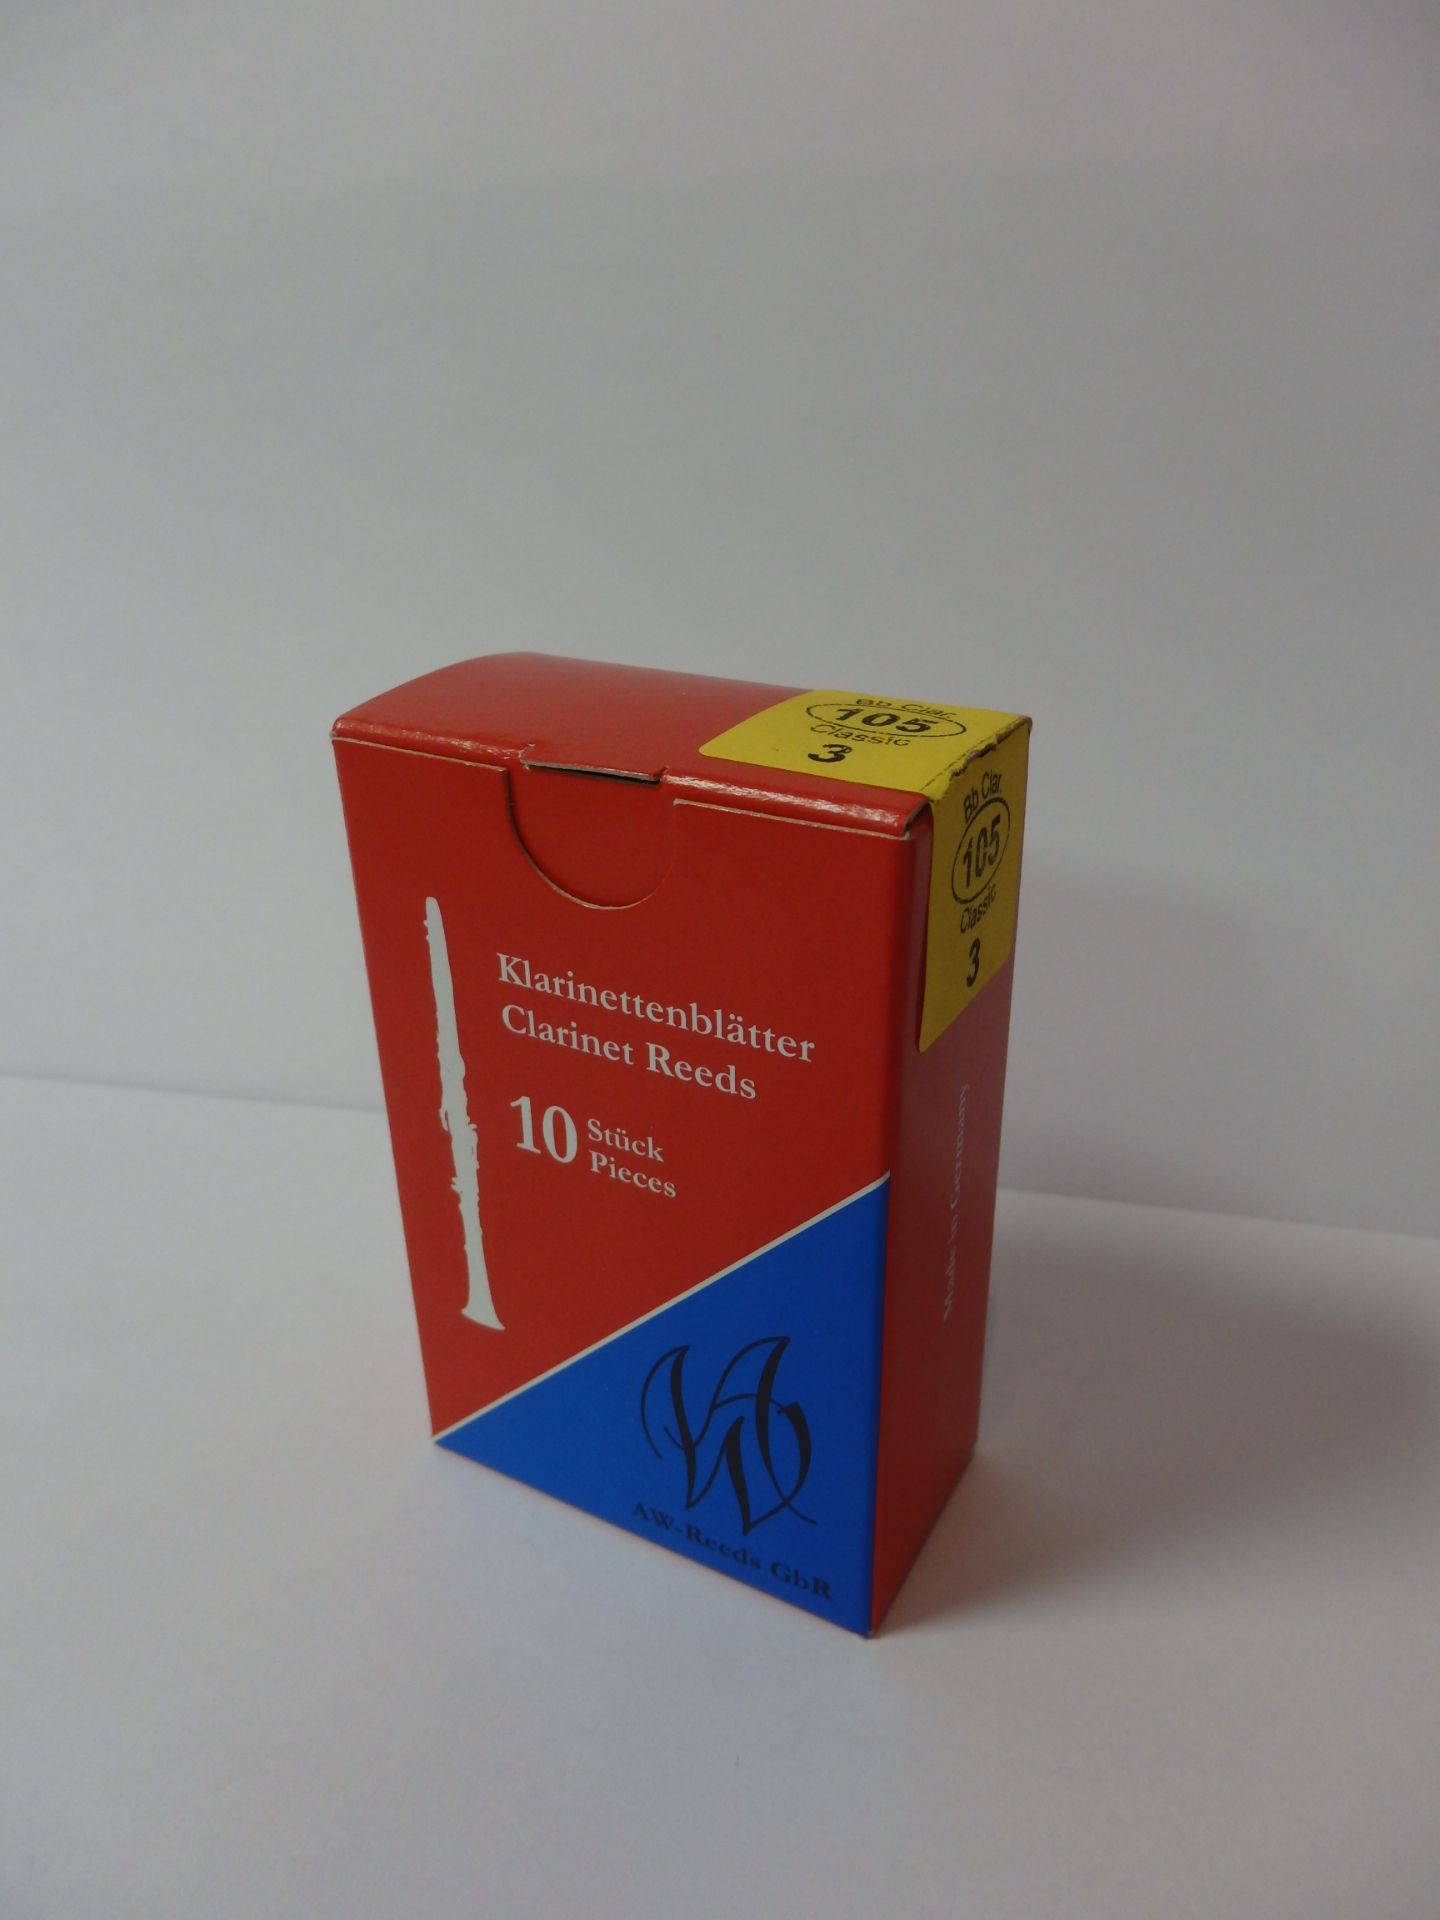 Bb Clar.
105
Classic
3
Bb Clar.
105
Classic
3
Klarinettenblätter
Clarinet Reeds
10 Stück
Pieces
Made in Germany
AW
AW-Reeds GbR